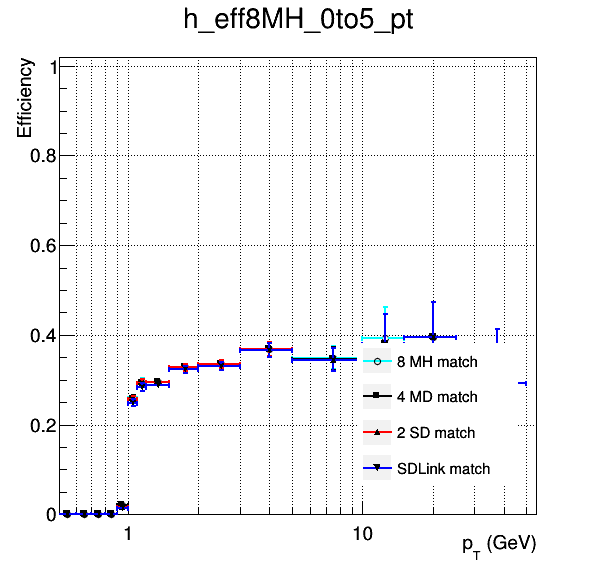 h_eff8MH_0to5_pt
Efficiency
1
0.8
0.6
0.4
0.2
0
8 MH match
4 MD match
2 SD match
SDLink match
1
10
p_T (GeV)